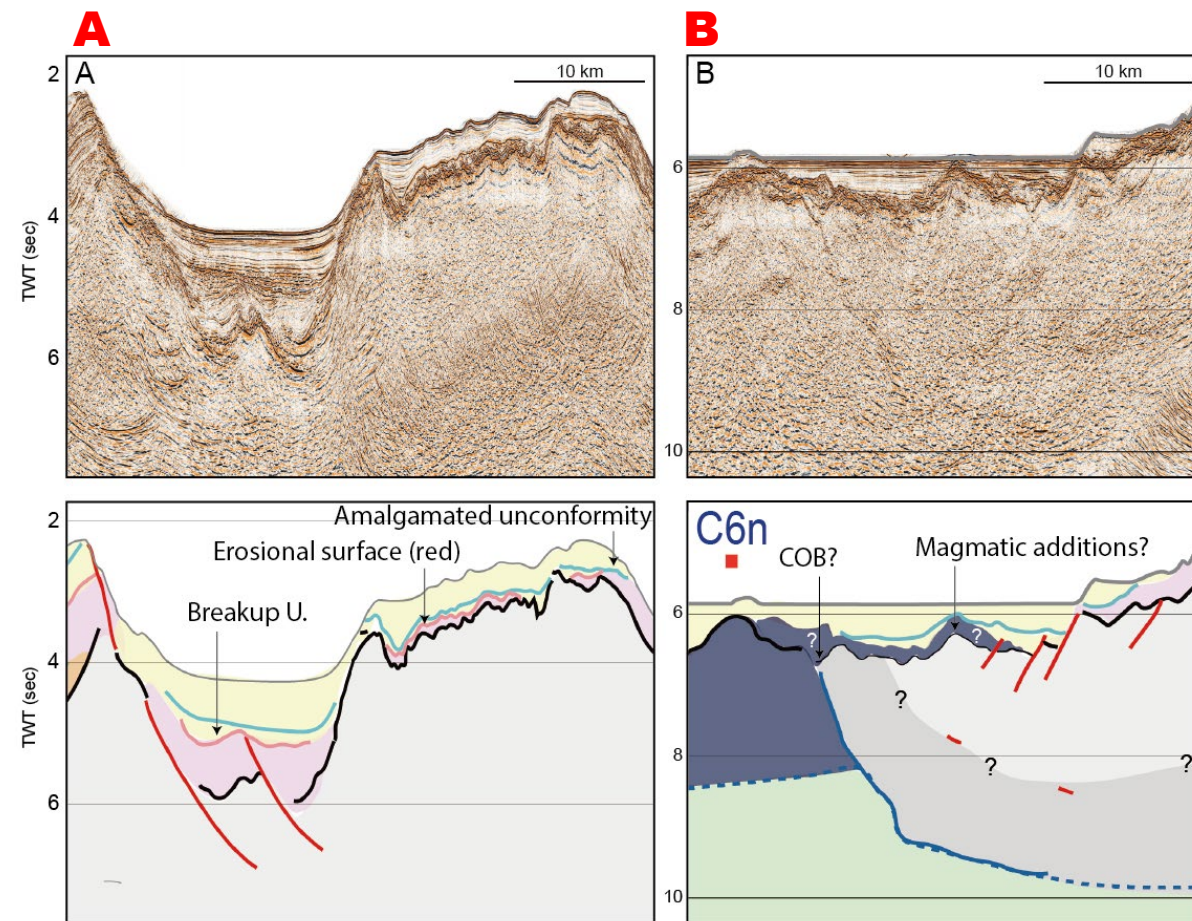 A
B
A
10 km
B
10 km
2
4
6
TWT (sec)
6
8
10
2
4
6
TWT (sec)
Amalgamated unconformity
Erosional surface (red)
Breakup U.
C6n
COB?
Magmatic additions?
6
8
10
?
?
?
?
?